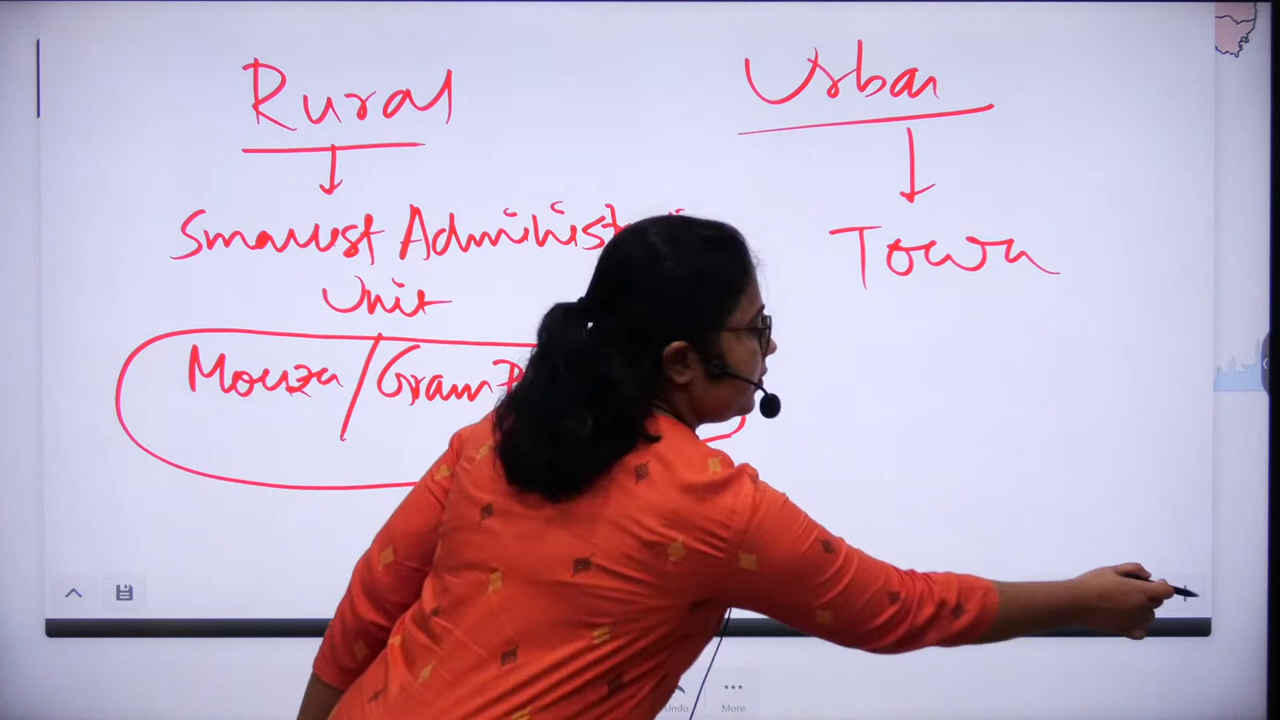 Rural
Urban
Smallest Administ
Unit
Town
Mouza/Gram
Undo
More